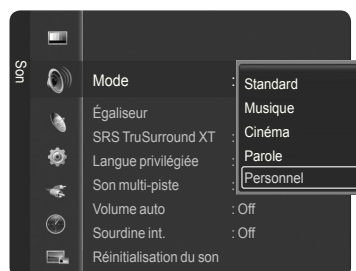 Son
Mode : Standard
Musique
Égaliseur
Cinéma
SRS TruSurround XT :
Parole
Langue privilégiée :
Personnel
Son multi-piste :
Volume auto : Off
Sourdine int. : Off
Réinitialisation du son